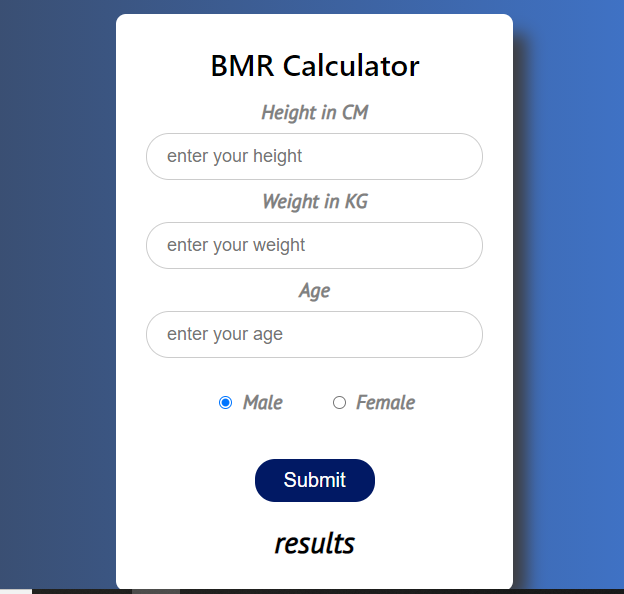 BMR Calculator
Height in CM
enter your height
Weight in KG
enter your weight
Age
enter your age
Male Female
Submit
results